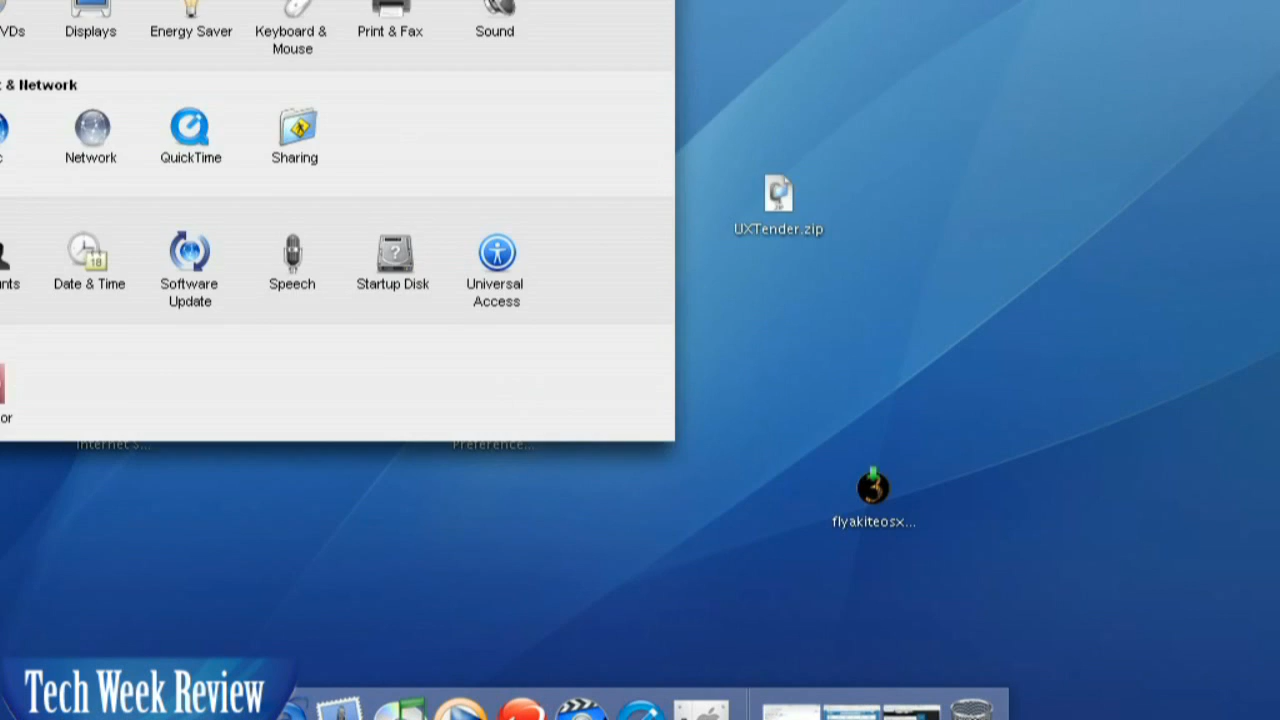 VDs
Displays
Energy Saver
Keyboard &
Mouse
Print & Fax
Sound
& Network
Network
QuickTime
Sharing
UXTender.zip
nts
Date & Time
Software
Update
Speech
Startup Disk
Universal
Access
or
Internet S...
Preference...
flyakiteosx...
Tech Week Review